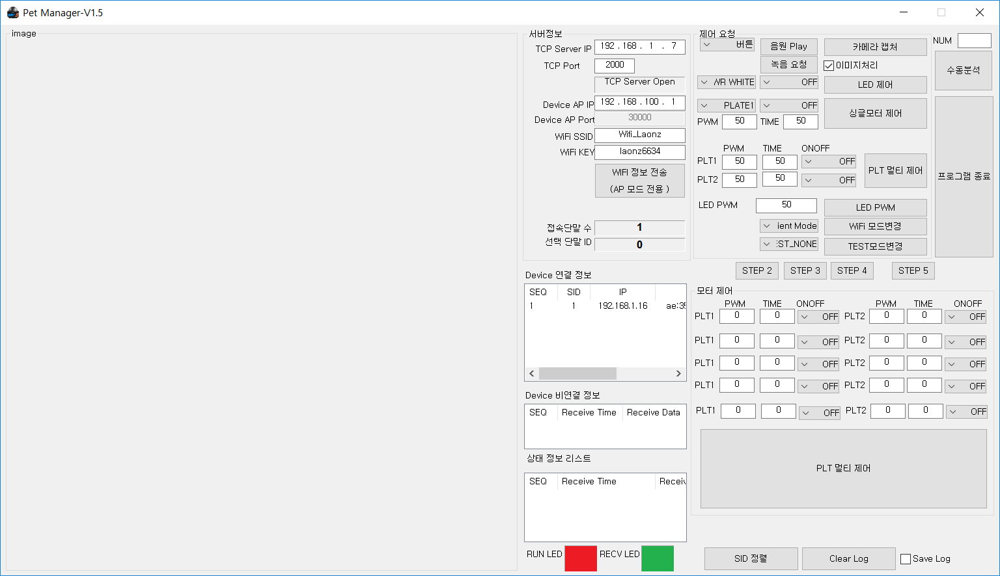 Pet Manager-V1.5
image
서버정보
TCP Server IP 192 . 168 . 1 . 7
TCP Port 2000
TCP Server Open
Device AP IP 192 . 168 . 100 . 1
Device AP Port 30000
WiFi SSID Wifi_Laonz
WiFi KEY laonz6634
WIFI 정보 전송
(AP 모드 전용 )
접속단말 수 1
선택 단말 ID 0
제어 요청
버튼 음원 Play 카메라 캡처
녹음 요청 이미지처리
WR WHITE OFF LED 제어
PLATE1 OFF 싱글모터 제어
PWM 50 TIME 50
PWM TIME ONOFF
PLT1 50 50 OFF PLT 멀티 제어
PLT2 50 50 OFF
LED PWM 50 LED PWM
ient Mode WiFi 모드변경
ST_NONE TEST모드변경
NUM
수동분석
프로그램 종료
STEP 2 STEP 3 STEP 4 STEP 5
Device 연결 정보
SEQ SID IP
1 1 192.168.1.16 ae:35
Device 비연결 정보
SEQ Receive Time Receive Data
상태 정보 리스트
SEQ Receive Time Receiv
RUN LED RECV LED
모터 제어
PWM TIME ONOFF PWM TIME ONOFF
PLT1 0 0 OFF PLT2 0 0 OFF
PLT1 0 0 OFF PLT2 0 0 OFF
PLT1 0 0 OFF PLT2 0 0 OFF
PLT1 0 0 OFF PLT2 0 0 OFF
PLT1 0 0 OFF PLT2 0 0 OFF
PLT 멀티 제어
SID 정렬 Clear Log Save Log